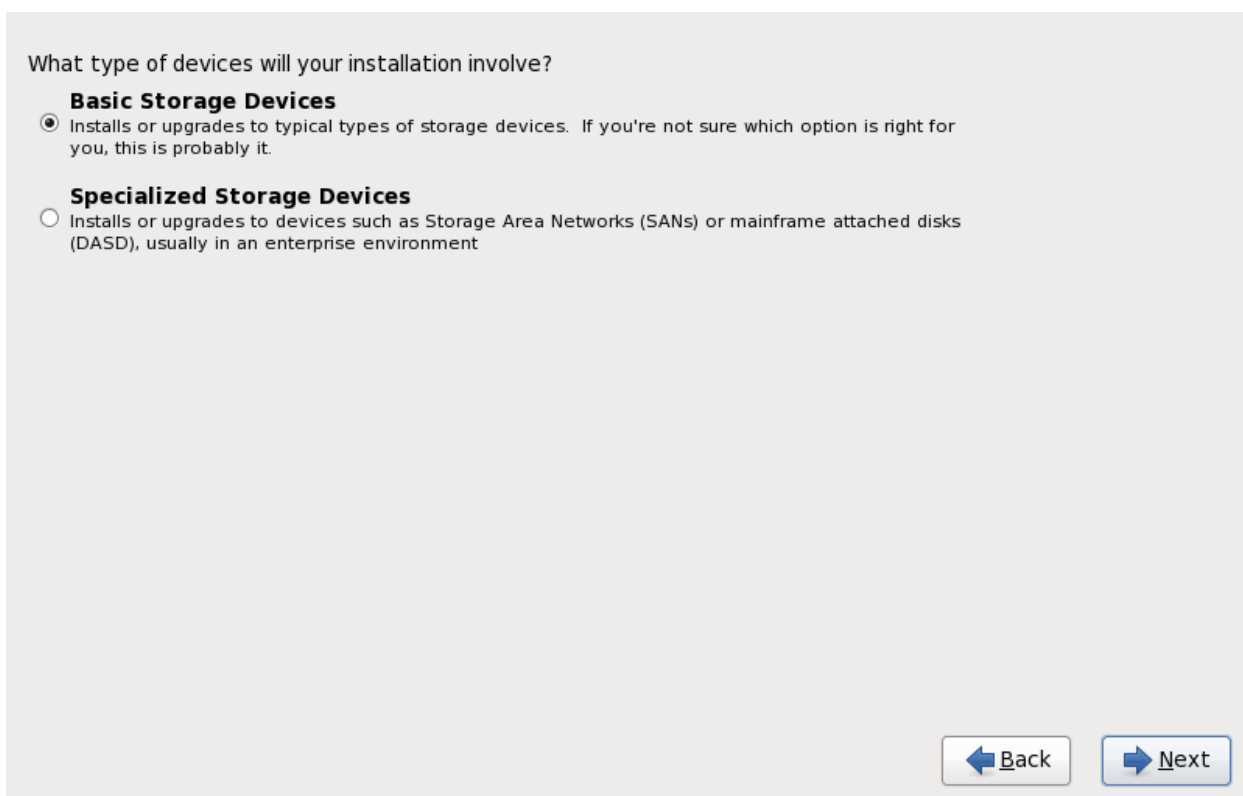 What type of devices will your installation involve?
Basic Storage Devices
Installs or upgrades to typical types of storage devices.  If you're not sure which option is right for
you, this is probably it.
Specialized Storage Devices
Installs or upgrades to devices such as Storage Area Networks (SANs) or mainframe attached disks
(DASD), usually in an enterprise environment
Back
Next